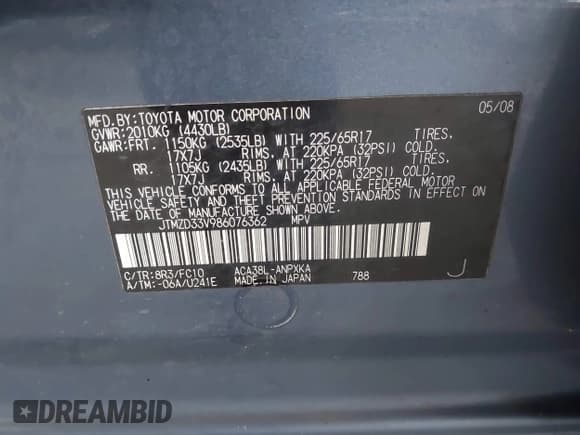 MFD.BY:TOYOTA MOTOR CORPORATION 05/08
GVWR:2010KG (4430LB)
GAWR:FRT. 1150KG (2535LB) WITH 225/65R17 TIRES,
17X7J RIMS, AT 220KPA (32PSI) COLD.
RR. 1105KG (2435LB) WITH 225/65R17 TIRES,
17X7J RIMS, AT 220KPA (32PSI) COLD.
THIS VEHICLE CONFORMS TO ALL APPLICABLE FEDERAL MOTOR
VEHICLE SAFETY AND THEFT PREVENTION STANDARDS IN EFFECT ON
THE DATE OF MANUFACTURE SHOWN ABOVE.
JTMZD33V986076362 MPV
C/TR:8R3/FC10 ACA38L-ANPXKA
A/TM:-06A/U241E MADE IN JAPAN 788 J
DREAMBID